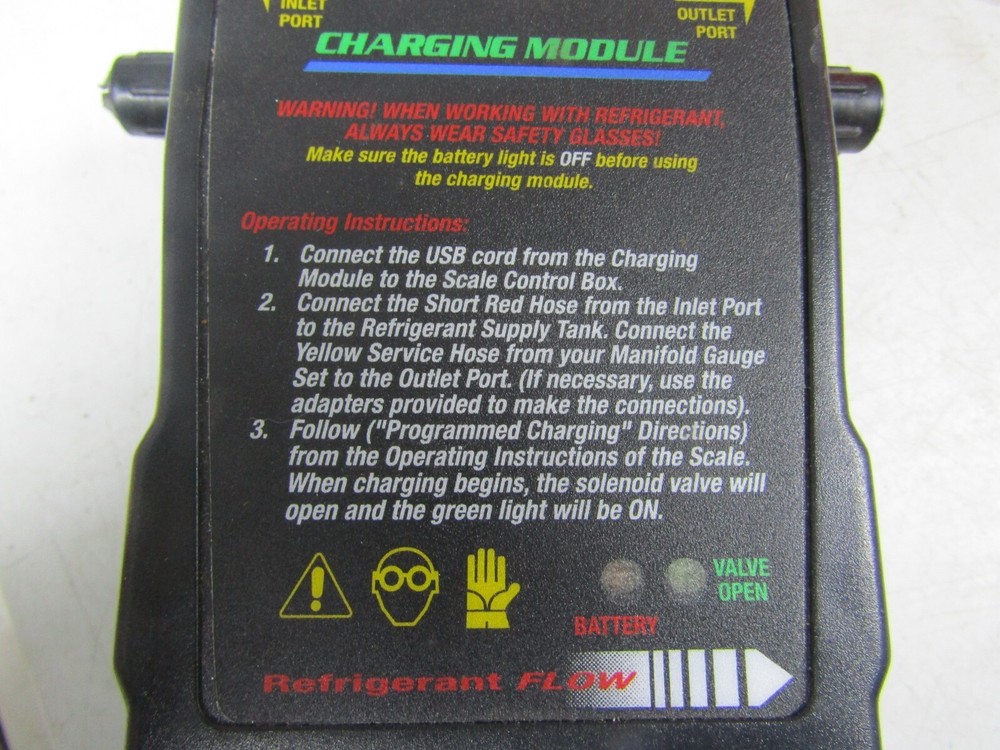 INLET
PORT
OUTLET
PORT
CHARGING MODULE
WARNING! WHEN WORKING WITH REFRIGERANT,
ALWAYS WEAR SAFETY GLASSES!
Make sure the battery light is OFF before using
the charging module.
Operating Instructions:
1. Connect the USB cord from the Charging
Module to the Scale Control Box.
2. Connect the Short Red Hose from the Inlet Port
to the Refrigerant Supply Tank. Connect the
Yellow Service Hose from your Manifold Gauge
Set to the Outlet Port. (If necessary, use the
adapters provided to make the connections).
3. Follow ("Programmed Charging" Directions)
from the Operating Instructions of the Scale.
When charging begins, the solenoid valve will
open and the green light will be ON.
VALVE
OPEN
BATTERY
Refrigerant FLOW